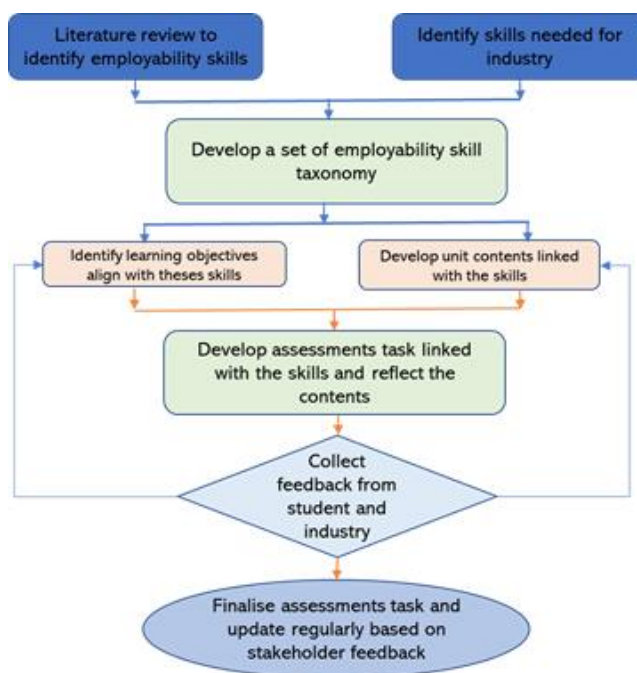 Literature review to
identify employability skills
Identify skills needed for
industry
Develop a set of employability skill
taxonomy
Identify learning objectives
align with theses skills
Develop unit contents linked
with the skills
Develop assessments task linked
with the skills and reflect the
contents
Collect
feedback from
student and
industry
Finalise assessments task and
update regularly based on
stakeholder feedback